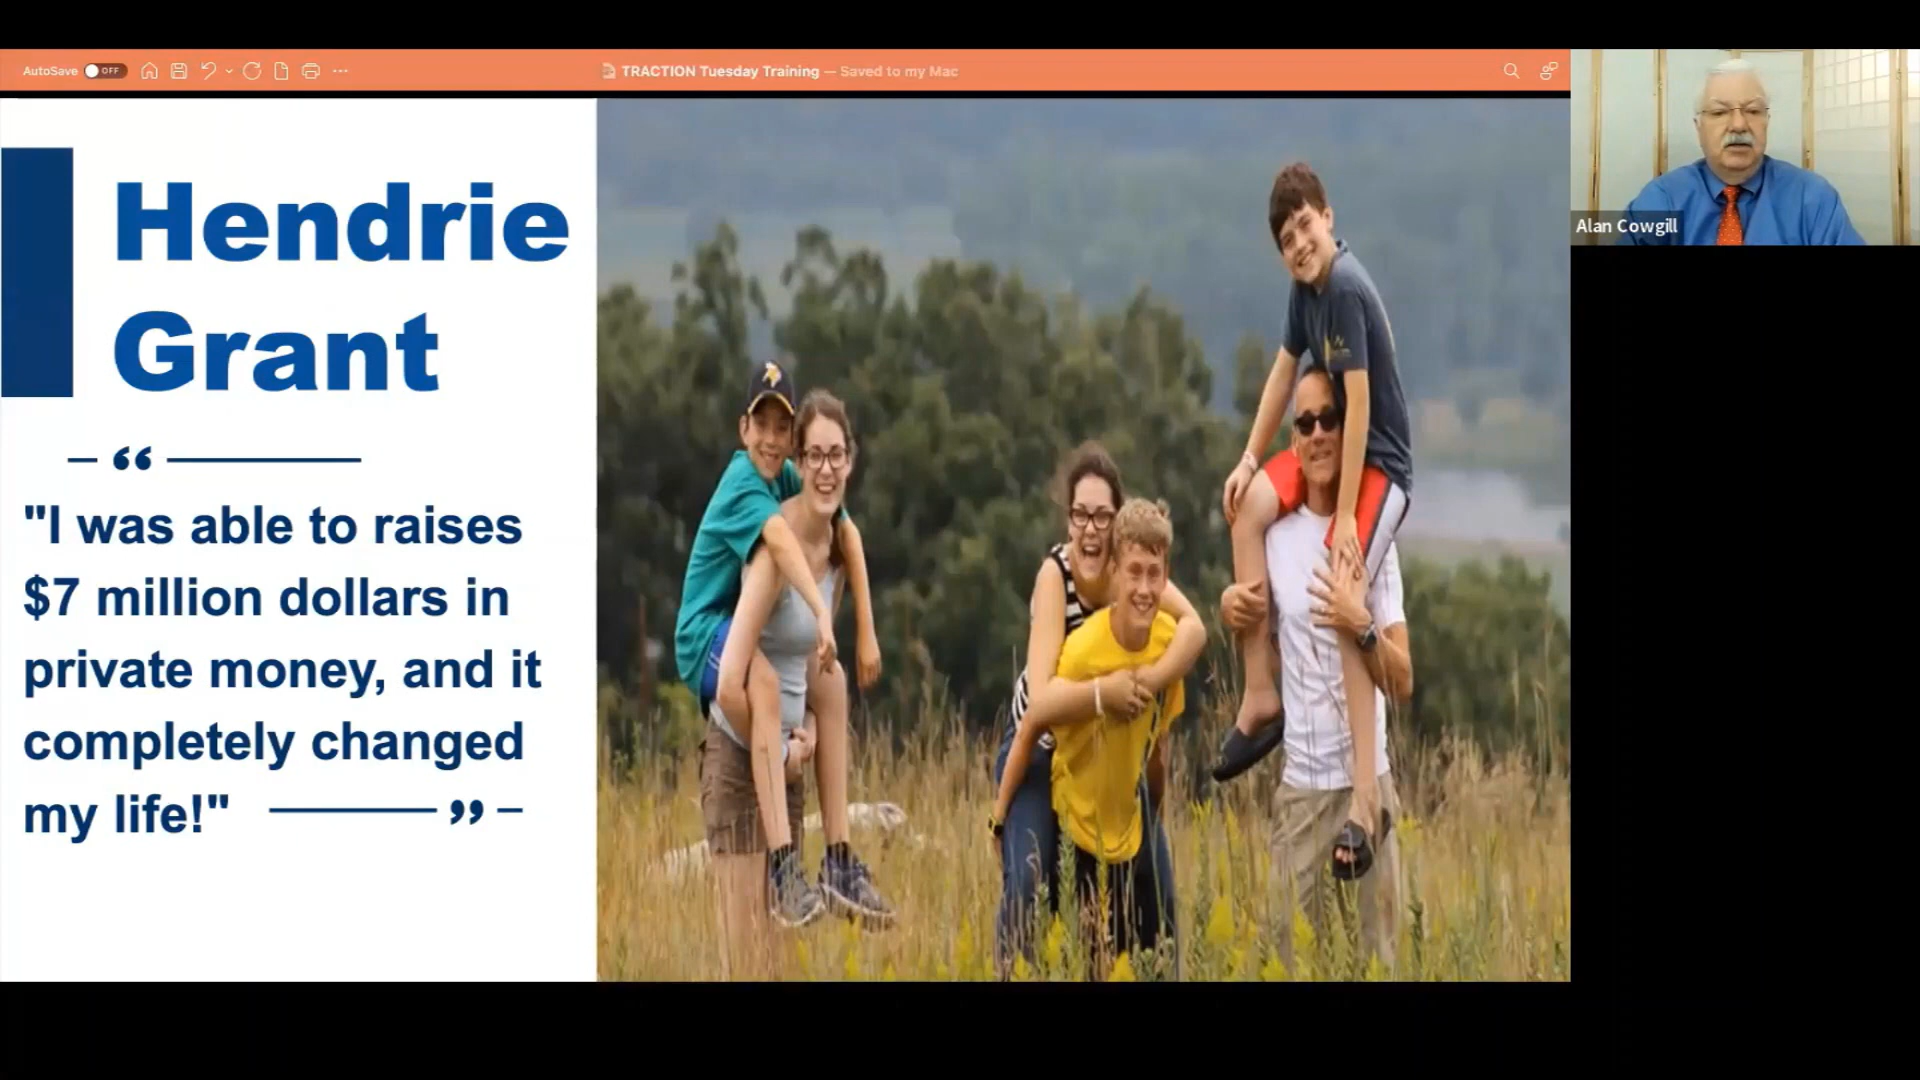 AutoSave OFF
TRACTION Tuesday Training — Saved to my Mac
Alan Cowgill
Hendrie
Grant
“
"I was able to raises
$7 million dollars in
private money, and it
completely changed
my life!"
”